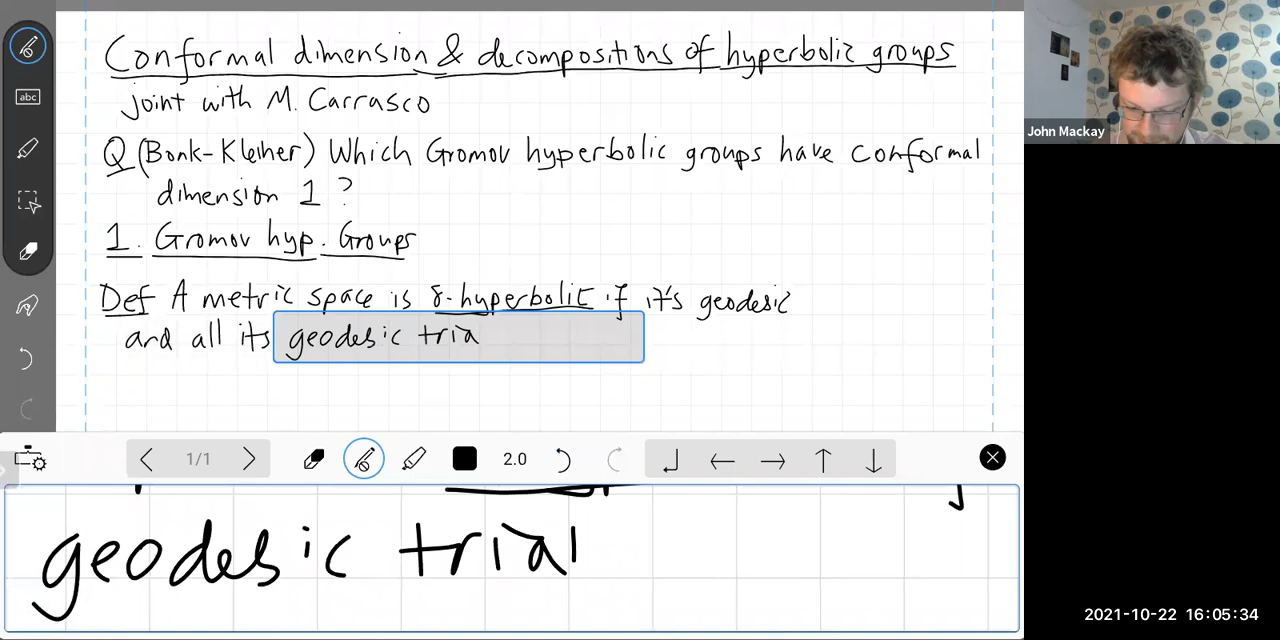 Conformal dimension & decompositions of hyperbolic groups
joint with M. Carrasco
Q (Bonk-Kleiner) Which Gromov hyperbolic groups have conformal
dimension 1 ?
1. Gromov hyp. Groups
Def A metric space is δ-hyperbolic if it's geodesic
and all its geodesic tria
abc
John Mackay
1/1
2.0
geodesic trial
2021-10-22 16:05:34